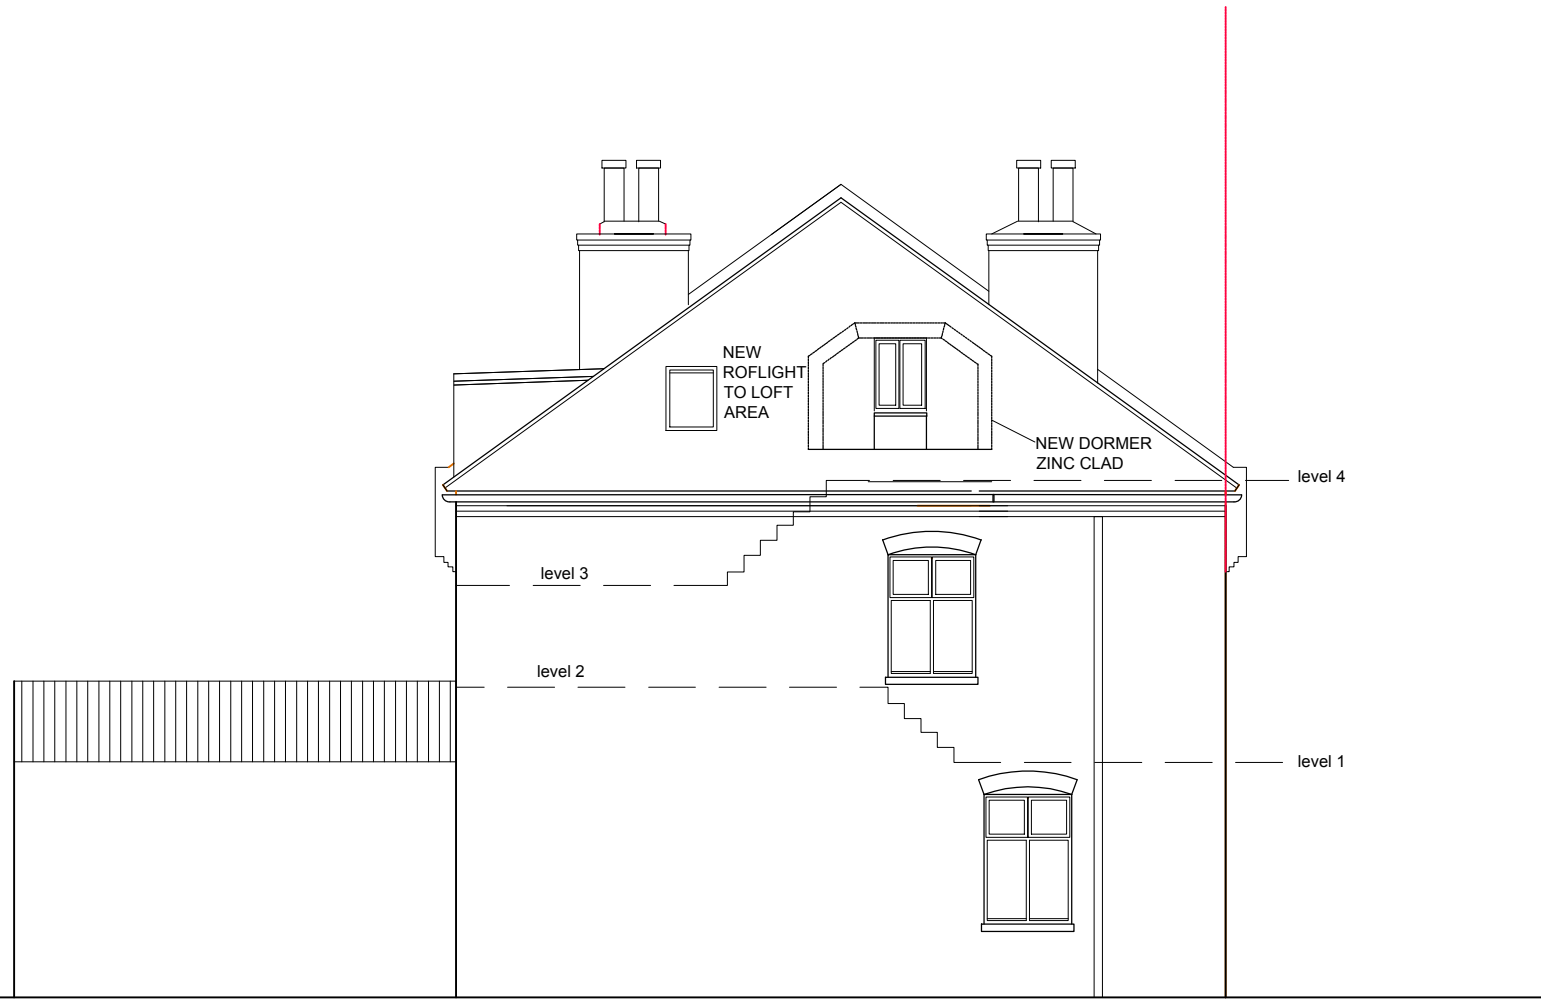 NEW
ROFLIGHT
TO LOFT
AREA
NEW DORMER
ZINC CLAD
level 4
level 3
level 2
level 1